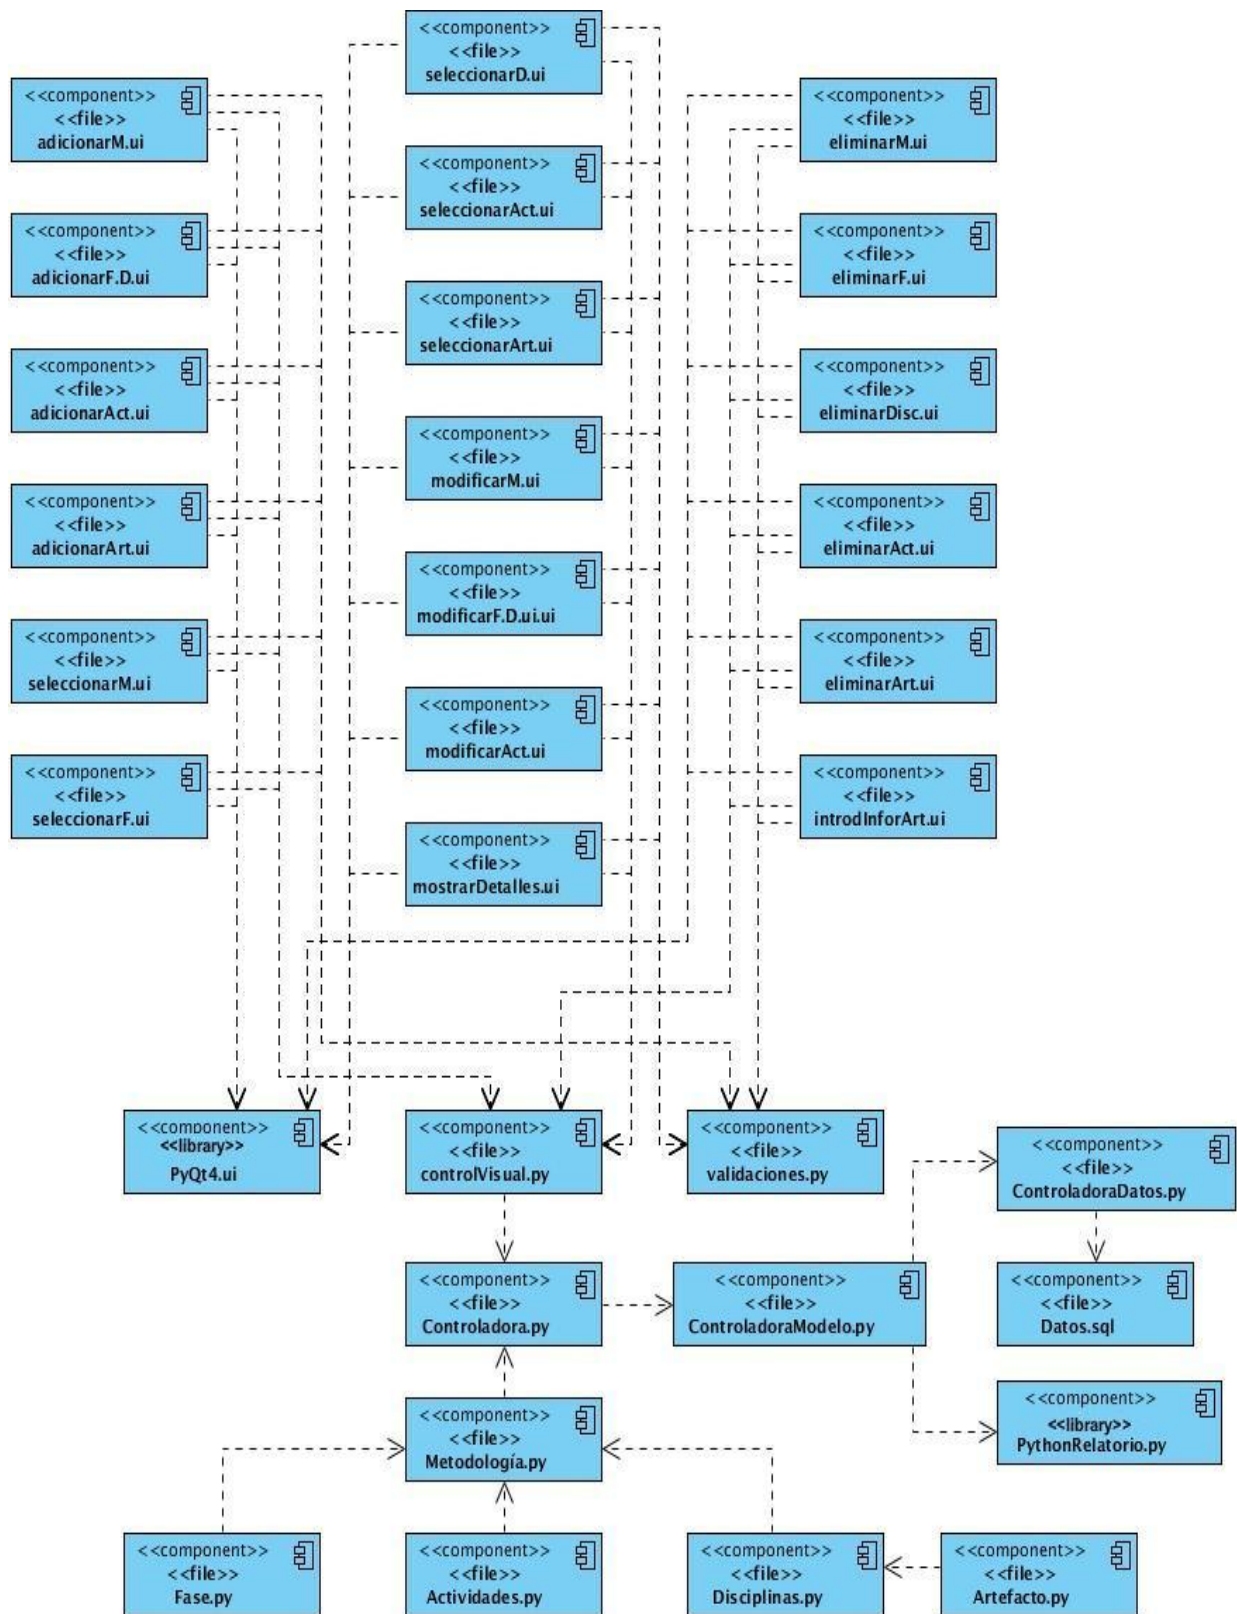 <<component>>
<<file>>
seleccionarD.ui
<<component>>
<<file>>
adicionarM.ui
<<component>>
<<file>>
eliminarM.ui
<<component>>
<<file>>
seleccionarAct.ui
<<component>>
<<file>>
adicionarF.D.ui
<<component>>
<<file>>
eliminarF.ui
<<component>>
<<file>>
seleccionarArt.ui
<<component>>
<<file>>
adicionarAct.ui
<<component>>
<<file>>
eliminarDisc.ui
<<component>>
<<file>>
modificarM.ui
<<component>>
<<file>>
adicionarArt.ui
<<component>>
<<file>>
eliminarAct.ui
<<component>>
<<file>>
modificarF.D.ui.ui
<<component>>
<<file>>
seleccionarM.ui
<<component>>
<<file>>
eliminarArt.ui
<<component>>
<<file>>
modificarAct.ui
<<component>>
<<file>>
seleccionarF.ui
<<component>>
<<file>>
introdInforArt.ui
<<component>>
<<file>>
mostrarDetalles.ui
<<component>>
<<library>>
PyQt4.ui
<<component>>
<<file>>
controlVisual.py
<<component>>
<<file>>
validaciones.py
<<component>>
<<file>>
ControladoraDatos.py
<<component>>
<<file>>
Controladora.py
<<component>>
<<file>>
ControladoraModelo.py
<<component>>
<<file>>
Datos.sql
<<component>>
<<library>>
PythonRelatorio.py
<<component>>
<<file>>
Metodología.py
<<component>>
<<file>>
Fase.py
<<component>>
<<file>>
Actividades.py
<<component>>
<<file>>
Disciplinas.py
<<component>>
<<file>>
Artefacto.py